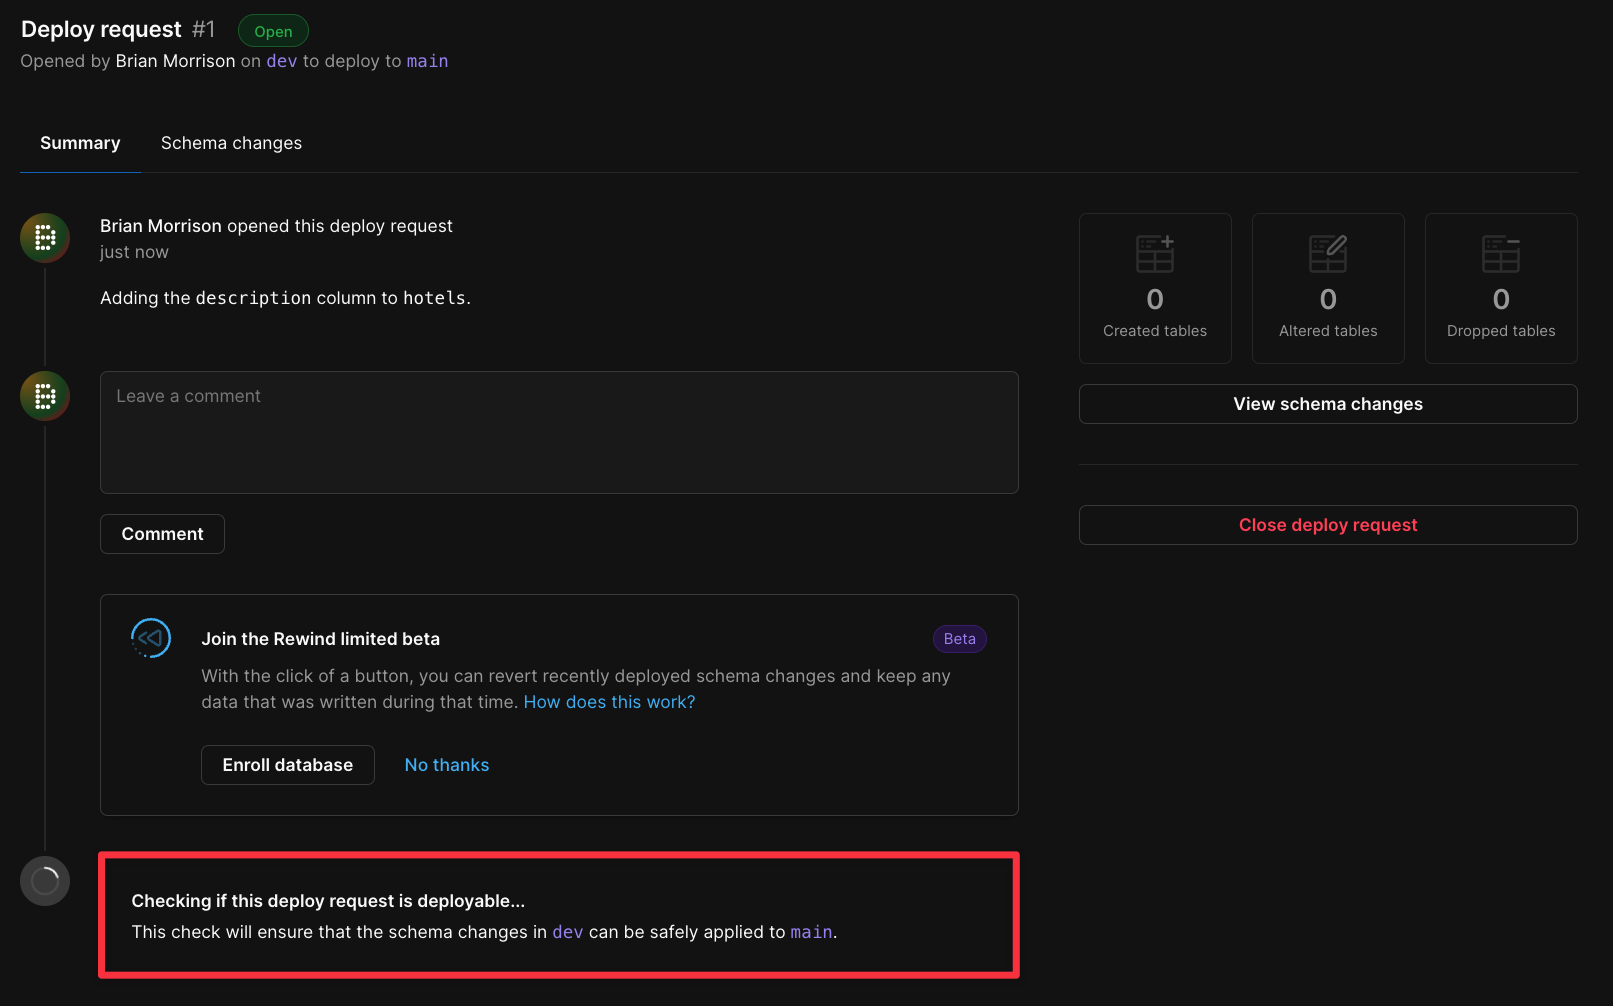 Deploy request #1 Open
Opened by Brian Morrison on dev to deploy to main
Summary Schema changes
Brian Morrison opened this deploy request
just now
Adding the description column to hotels.
Leave a comment
Comment
Join the Rewind limited beta Beta
With the click of a button, you can revert recently deployed schema changes and keep any
data that was written during that time. How does this work?
Enroll database No thanks
Checking if this deploy request is deployable...
This check will ensure that the schema changes in dev can be safely applied to main.
0
Created tables
0
Altered tables
0
Dropped tables
View schema changes
Close deploy request